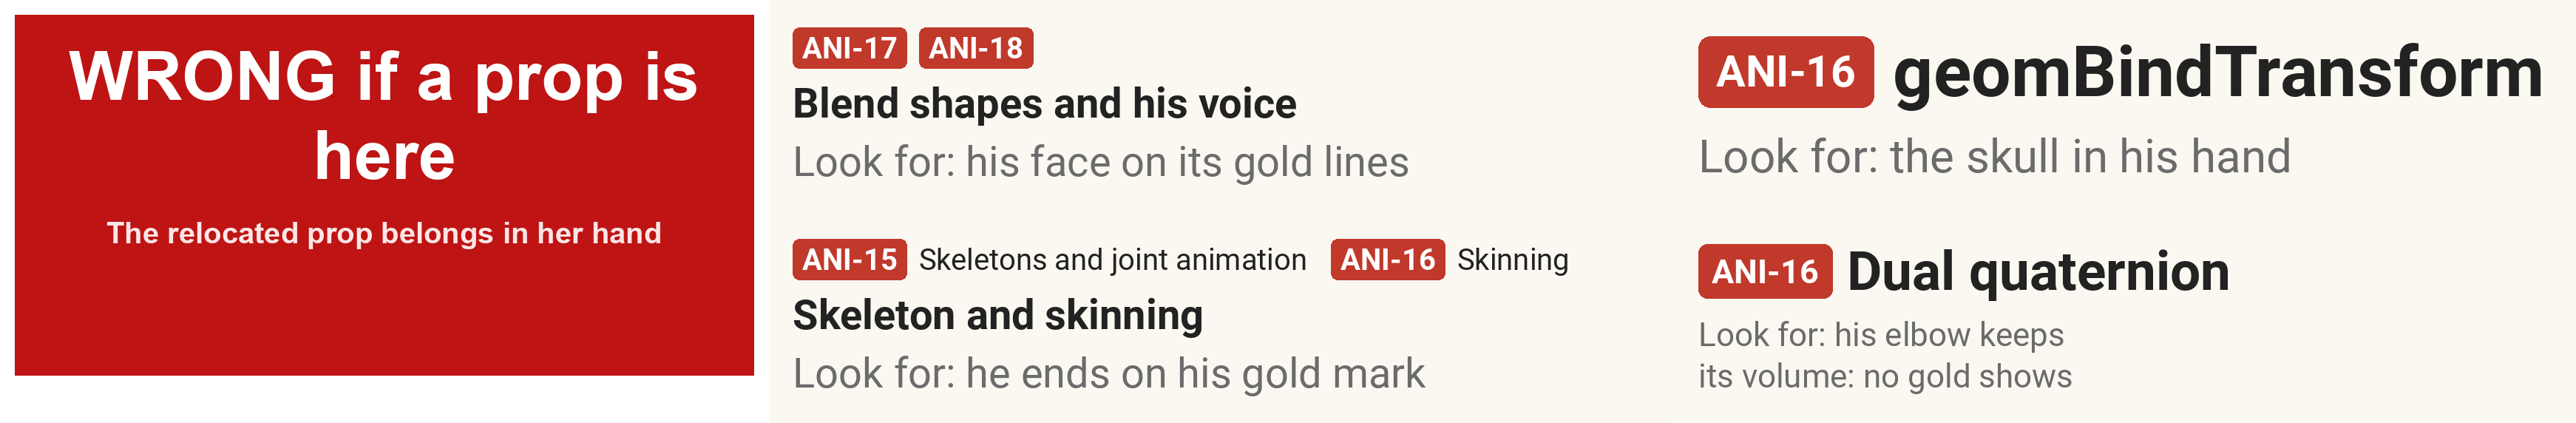 WRONG if a prop is
here
The relocated prop belongs in her hand
ANI-17 ANI-18
Blend shapes and his voice
Look for: his face on its gold lines
ANI-15 Skeletons and joint animation ANI-16 Skinning
Skeleton and skinning
Look for: he ends on his gold mark
ANI-16 geomBindTransform
Look for: the skull in his hand
ANI-16 Dual quaternion
Look for: his elbow keeps
its volume: no gold shows